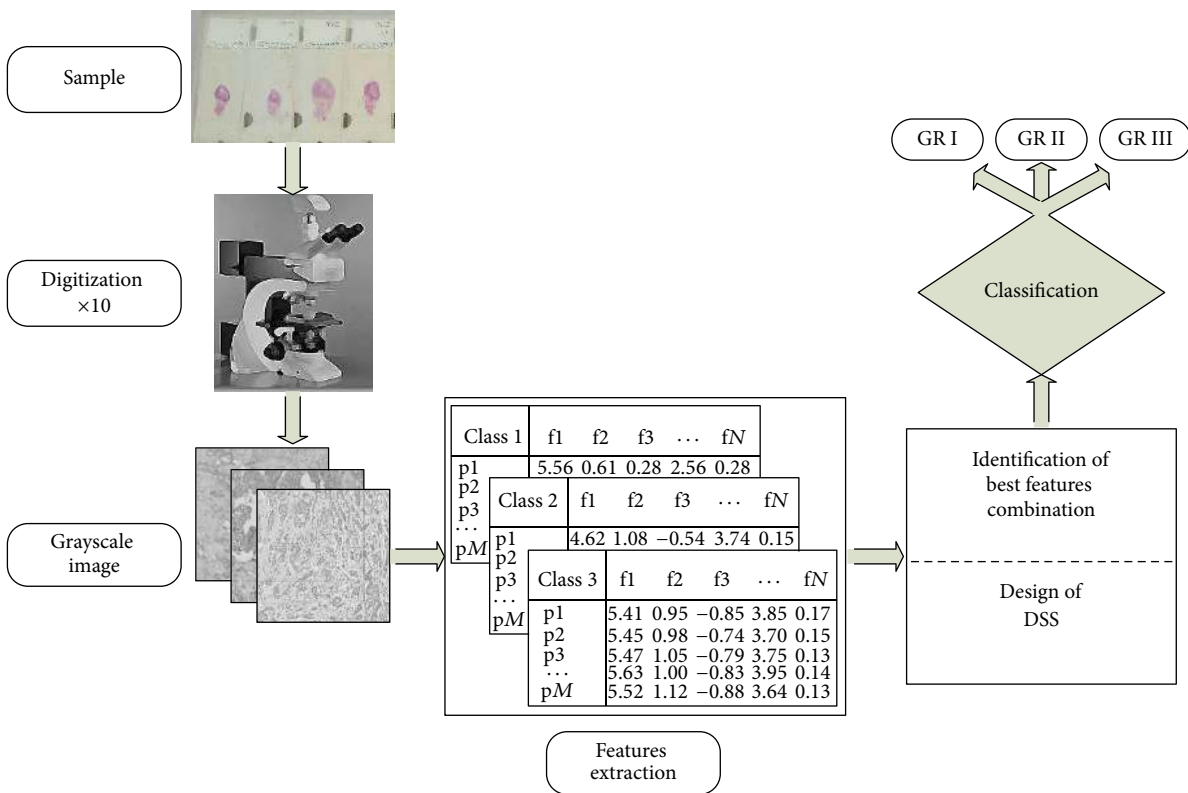 Sample
Digitization
×10
Grayscale
image
Class 1 f1 f2 f3 ⋯ fN
p1 5.56 0.61 0.28 2.56 0.28
p2
p3
⋯
pM
Class 2 f1 f2 f3 ⋯ fN
p1 4.62 1.08 −0.54 3.74 0.15
p2
p3
⋯
pM
Class 3 f1 f2 f3 ⋯ fN
p1 5.41 0.95 −0.85 3.85 0.17
p2 5.45 0.98 −0.74 3.70 0.15
p3 5.47 1.05 −0.79 3.75 0.13
⋯ 5.63 1.00 −0.83 3.95 0.14
pM 5.52 1.12 −0.88 3.64 0.13
Features
extraction
Identification of
best features
combination
Design of
DSS
Classification
GR I
GR II
GR III